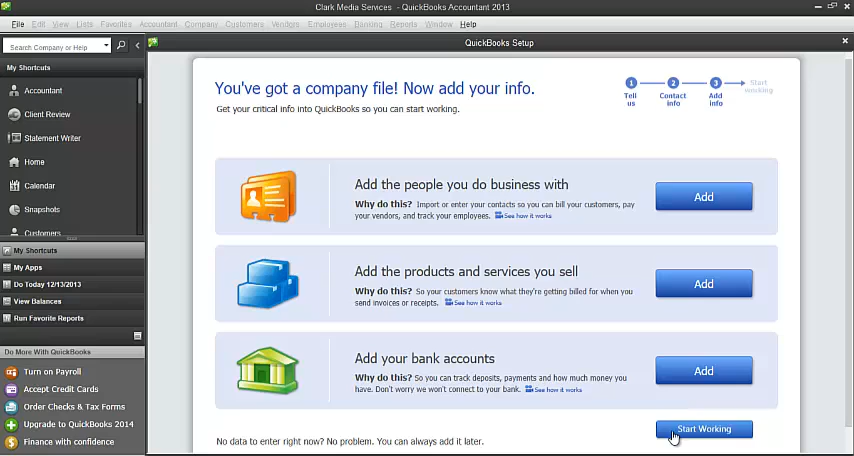 Clark Media Services - QuickBooks Accountant 2013
File Edit View Lists Favorites Accountant Company Customers Vendors Employees Banking Reports Window Help
Search Company or Help
QuickBooks Setup
My Shortcuts
Accountant
Client Review
Statement Writer
Home
Calendar
Snapshots
Customers
My Shortcuts
My Apps
Do Today 12/13/2013
View Balances
Run Favorite Reports
Do More With QuickBooks
Turn on Payroll
Accept Credit Cards
Order Checks & Tax Forms
Upgrade to QuickBooks 2014
Finance with confidence
You've got a company file! Now add your info.
Get your critical info into QuickBooks so you can start working.
1 2 3 Start
working
Tell Contact Add
us info info
Add the people you do business with
Why do this? Import or enter your contacts so you can bill your customers, pay
your vendors, and track your employees. See how it works
Add
Add the products and services you sell
Why do this? So your customers know what they're getting billed for when you
send invoices or receipts. See how it works
Add
Add your bank accounts
Why do this? So you can track deposits, payments and how much money you
have. Don't worry we won't connect to your bank. See how it works
Add
Start Working
No data to enter right now? No problem. You can always add it later.